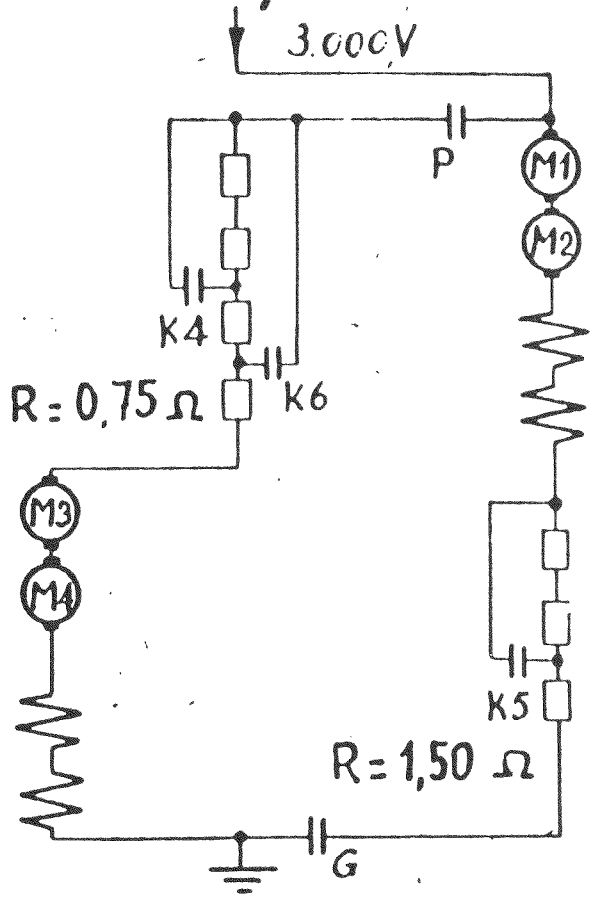 3.000V
P
M1
M2
K4
K6
R = 0,75 Ω
M3
M4
K5
R = 1,50 Ω
G